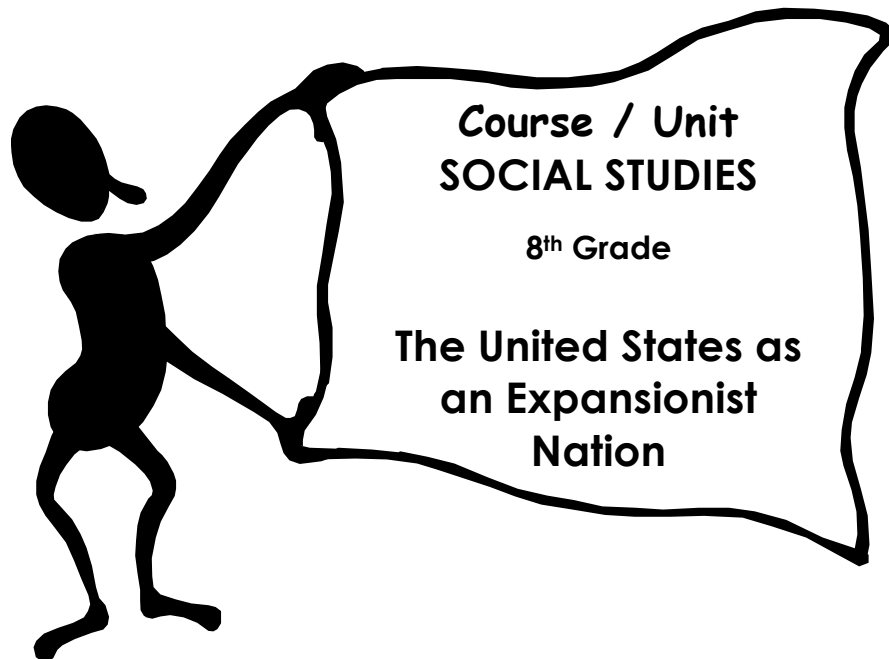 Course / Unit
SOCIAL STUDIES
8th Grade
The United States as
an Expansionist
Nation